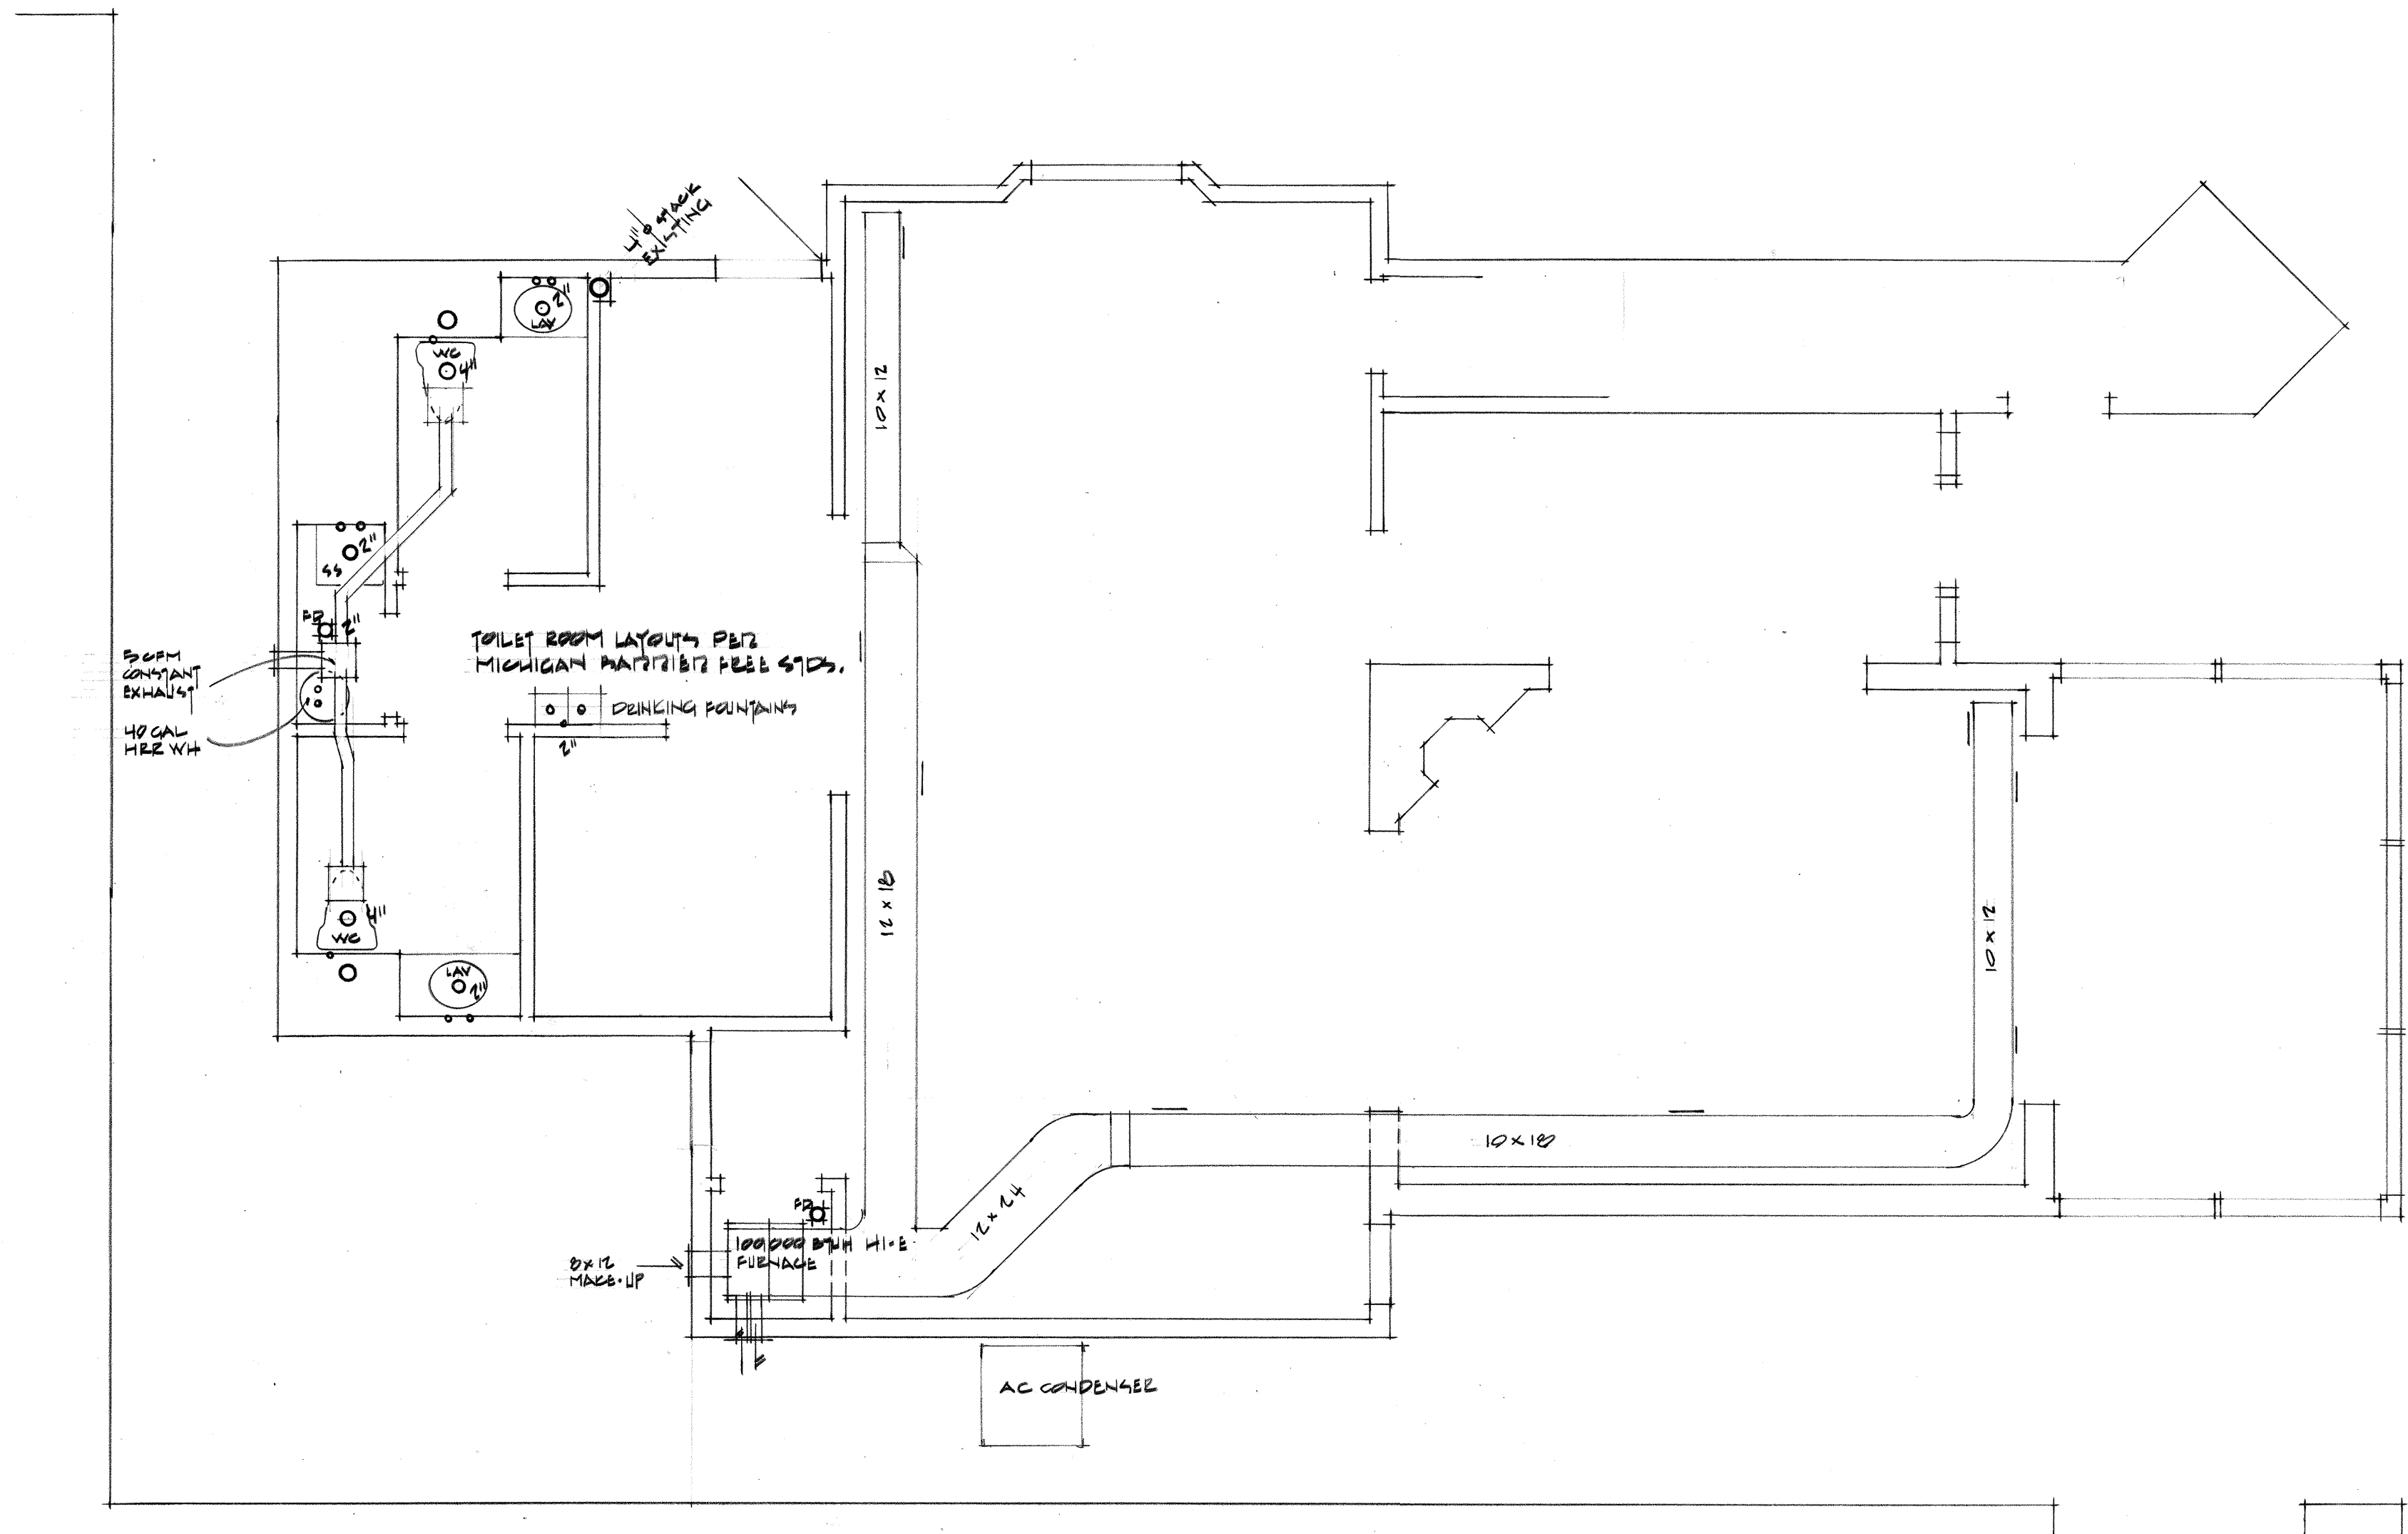 4" STACK
EXISTING
2"
LAV
WC
4"
10 x 12
2"
SS
FD
2"
TOILET ROOM LAYOUTS PER
MICHIGAN BARRIER FREE STDS.
5 CFM
CONSTANT
EXHAUST
DRINKING FOUNTAINS
2"
40 GAL
HRR WH
12 x 18
10 x 12
4"
WC
LAV
2"
10 x 18
12 x 24
FD
100,000 BTUH HI-E
FURNACE
8x12
MAKE-UP
AC CONDENSER